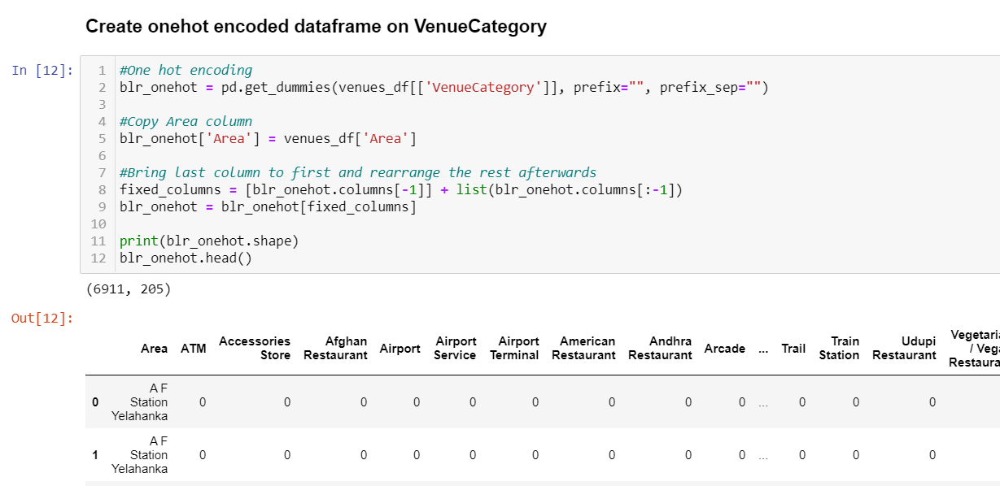 Create onehot encoded dataframe on VenueCategory
In [12]:
1 #One hot encoding
2 blr_onehot = pd.get_dummies(venues_df[['VenueCategory']], prefix="", prefix_sep="")
3
4 #Copy Area column
5 blr_onehot['Area'] = venues_df['Area']
6
7 #Bring last column to first and rearrange the rest afterwards
8 fixed_columns = [blr_onehot.columns[-1]] + list(blr_onehot.columns[:-1])
9 blr_onehot = blr_onehot[fixed_columns]
10
11 print(blr_onehot.shape)
12 blr_onehot.head()
(6911, 205)
Out[12]:
Area ATM Accessories Store Afghan Restaurant Airport Airport Service Airport Terminal American Restaurant Andhra Restaurant Arcade ... Trail Train Station Udupi Restaurant Vegetaria / Vega Restaura
0 A F Station Yelahanka 0 0 0 0 0 0 0 0 0 ... 0 0 0
1 A F Station Yelahanka 0 0 0 0 0 0 0 0 0 ... 0 0 0